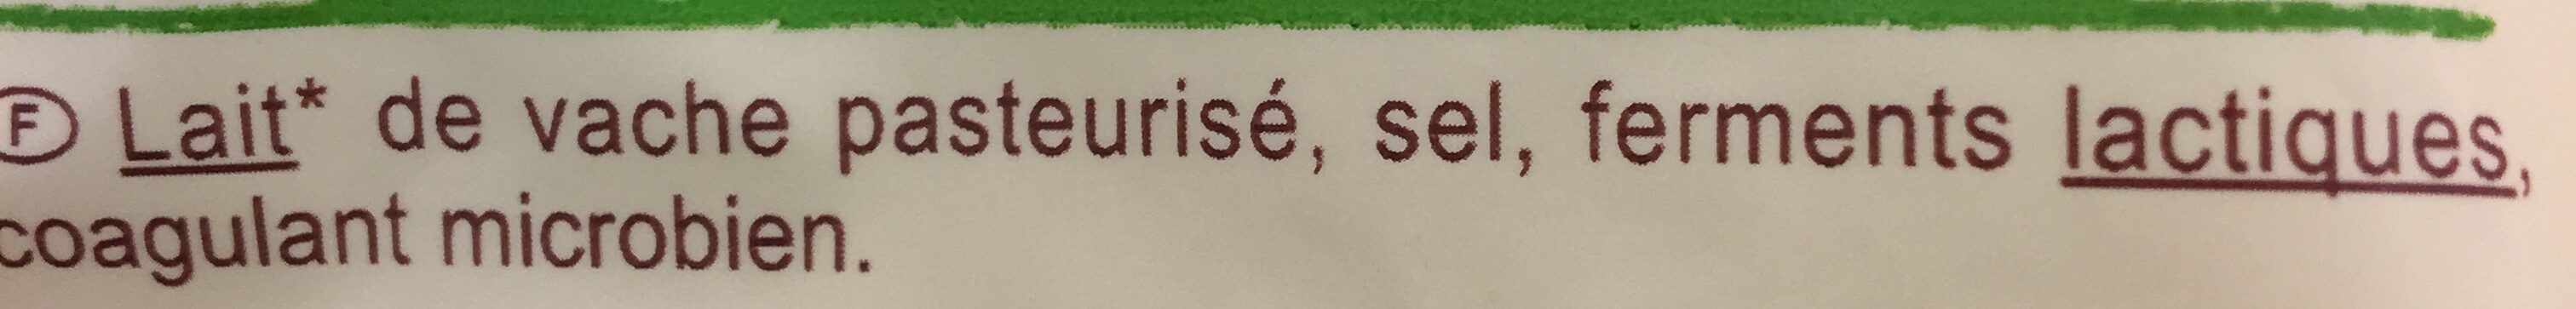 F Lait* de vache pasteurisé, sel, ferments lactiques,
coagulant microbien.